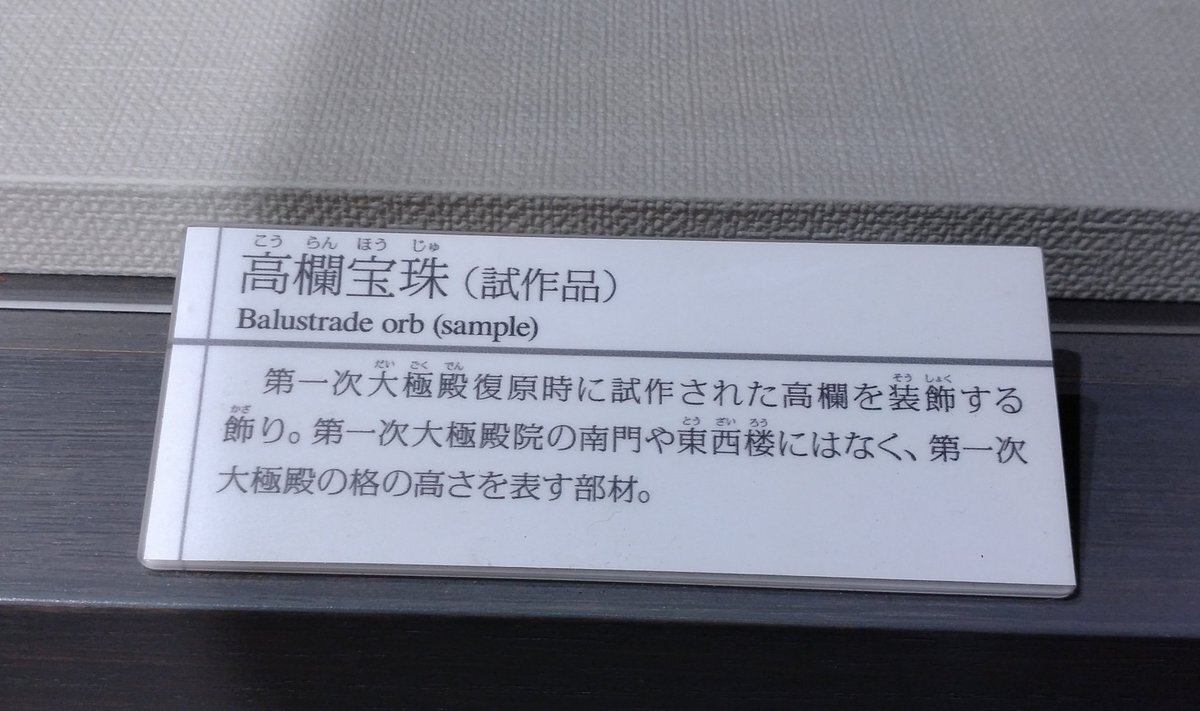 こう らん ほう じゅ
高欄宝珠（試作品）
Balustrade orb (sample)
だい ごく でん そう しょく
第一次大極殿復原時に試作された高欄を装飾する
かざ とう ざい ろう
飾り。第一次大極殿院の南門や東西楼にはなく、第一次
大極殿の格の高さを表す部材。